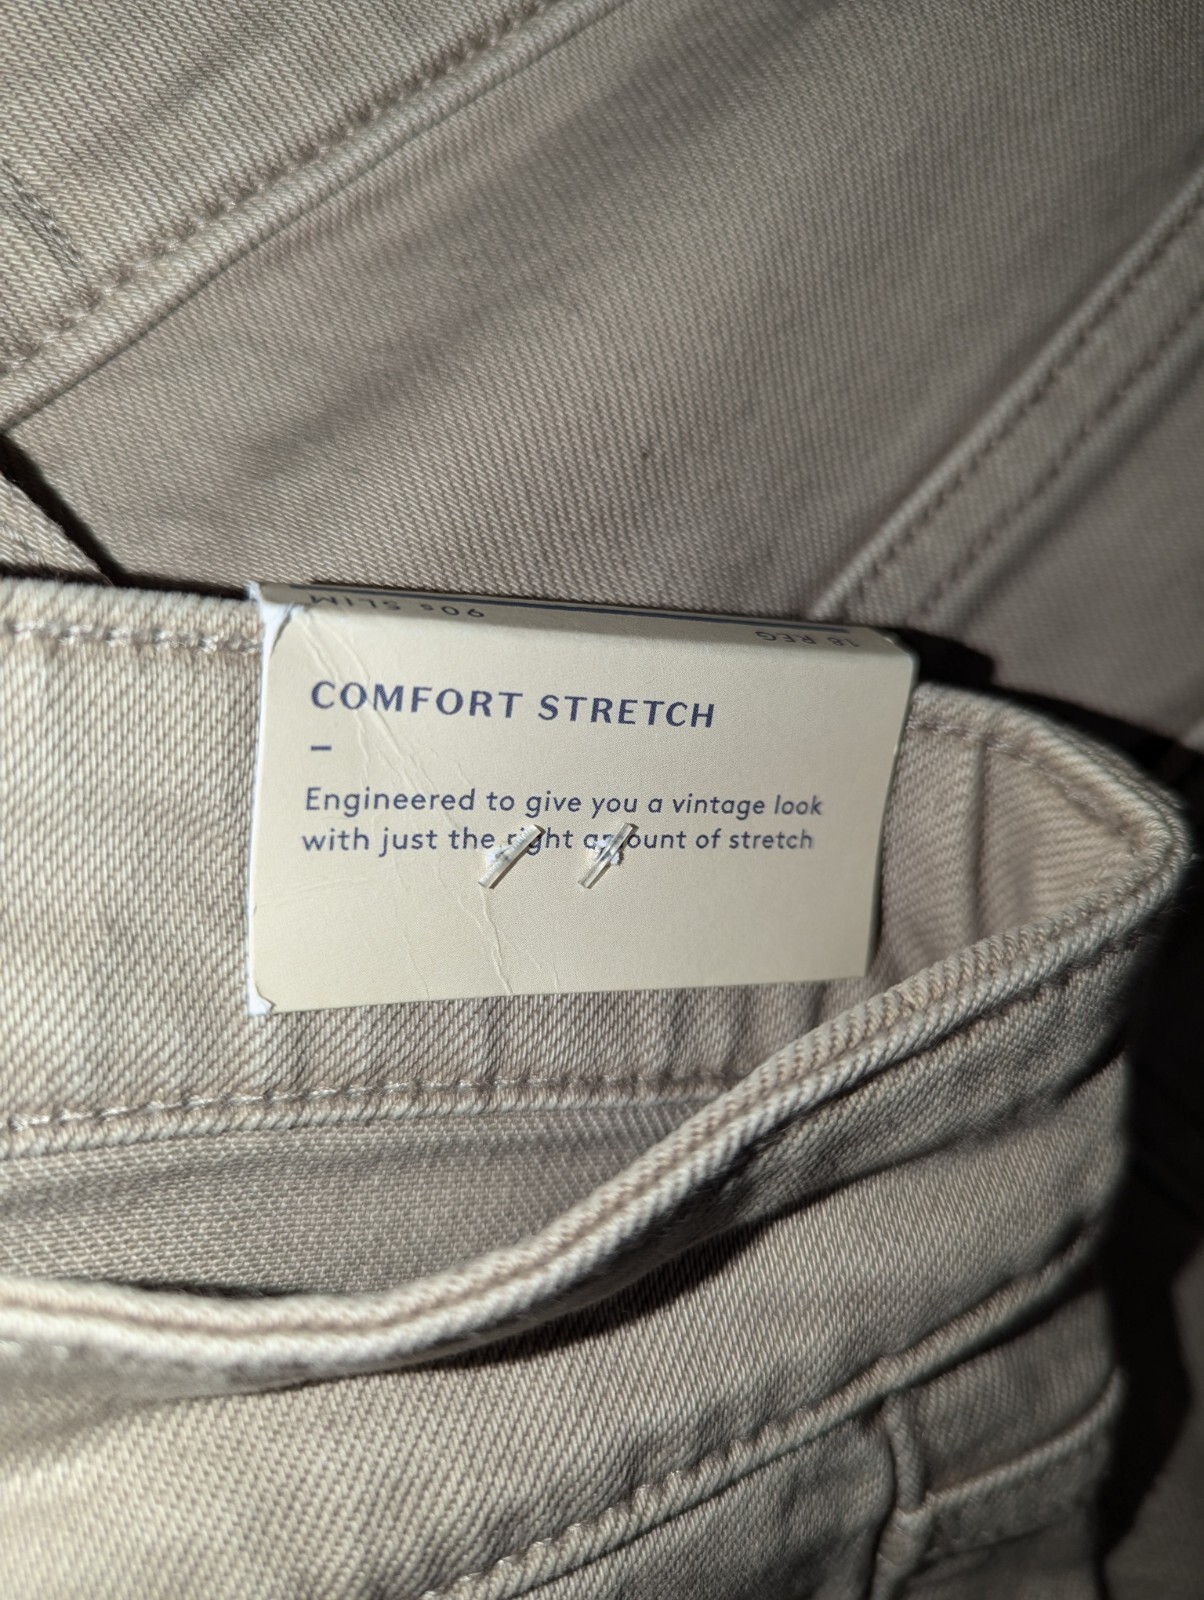 90s SLIM 18 REG
COMFORT STRETCH
–
Engineered to give you a vintage look
with just the right amount of stretch